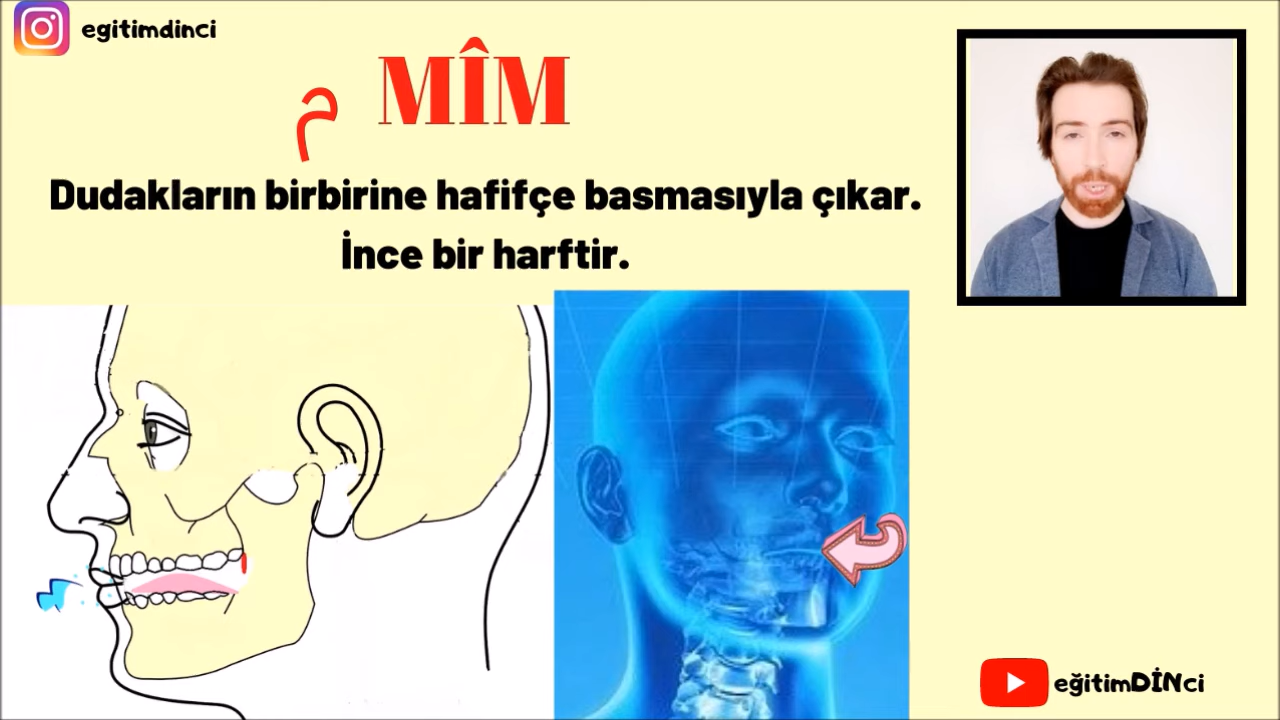 egitimdinci
م MÎM
Dudakların birbirine hafifçe basmasıyla çıkar.
İnce bir harftir.
eğitimDİNci